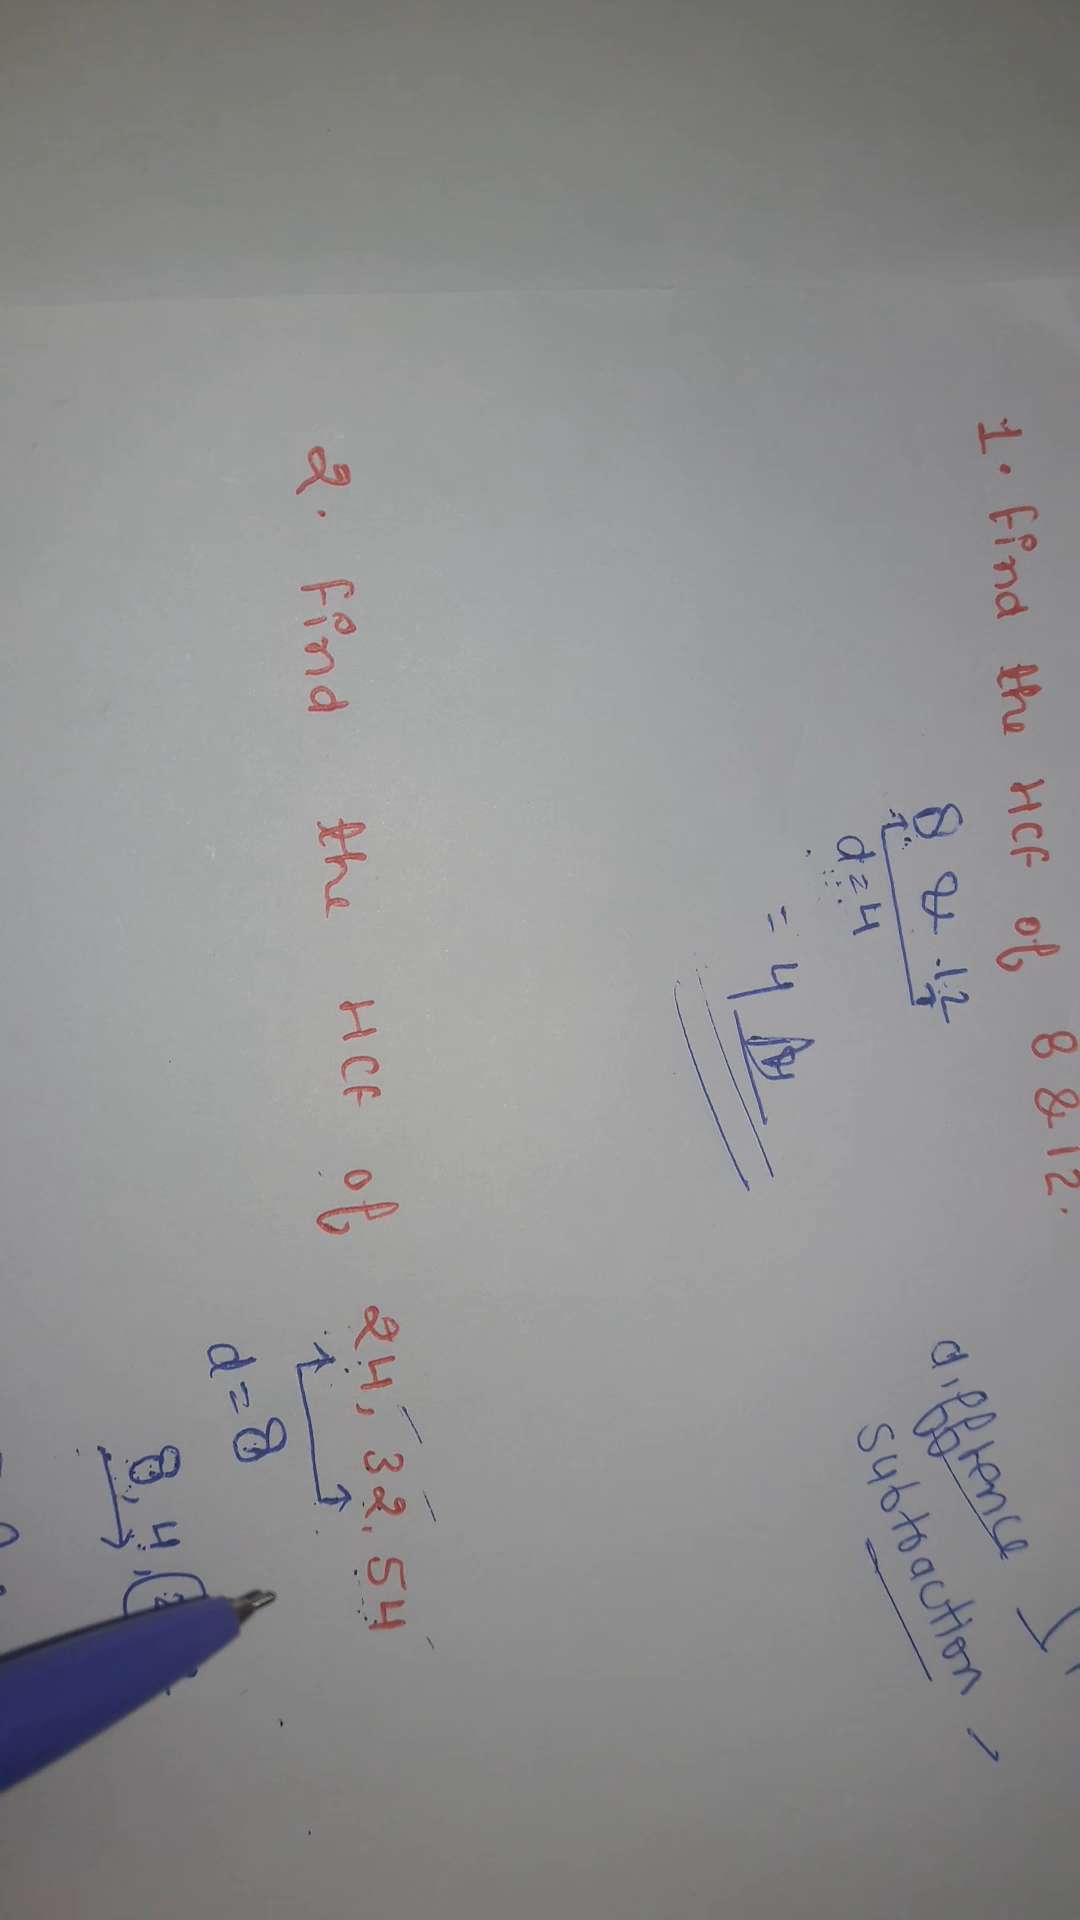 1. Find the HCF of 8 & 12.
8 & 12
d=4
= 4
difference
subtraction
2. Find the HCF of 24, 32. 54
d = 8
8, 4,